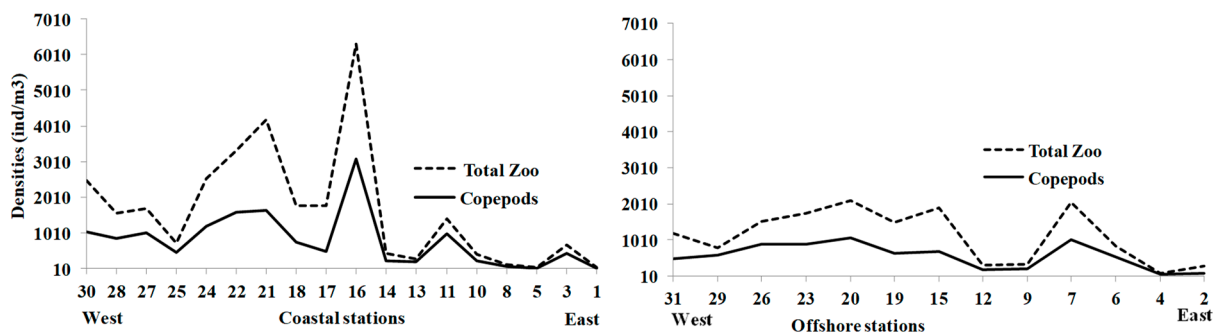 7010
6010
5010
4010
3010
2010
1010
10
Densities (ind/m3)
Total Zoo
Copepods
30 28 27 25 24 22 21 18 17 16 14 13 11 10 8 5 3 1
West Coastal stations East
7010
6010
5010
4010
3010
2010
1010
10
Total Zoo
Copepods
31 29 26 23 20 19 15 12 9 7 6 4 2
West Offshore stations East